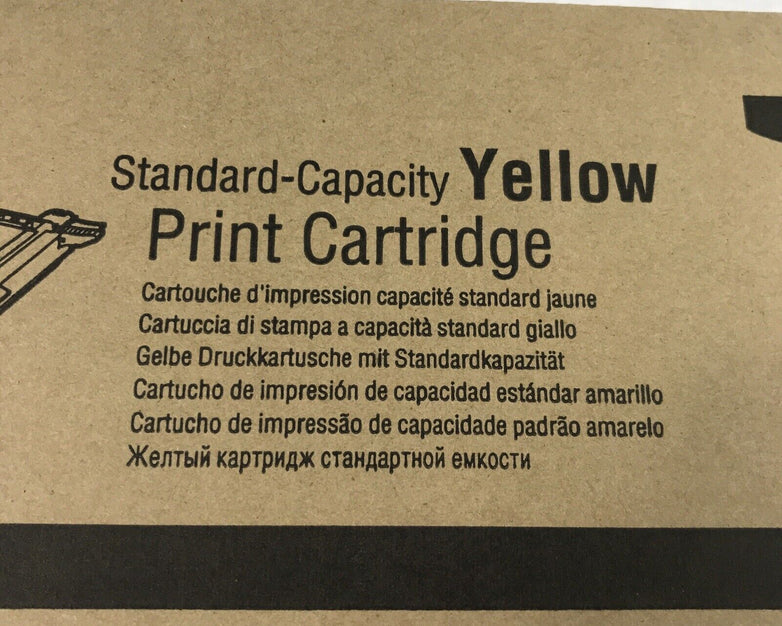 Standard-Capacity Yellow
Print Cartridge
Cartouche d'impression capacité standard jaune
Cartuccia di stampa a capacità standard giallo
Gelbe Druckkartusche mit Standardkapazität
Cartucho de impresión de capacidad estándar amarillo
Cartucho de impressão de capacidade padrão amarelo
Желтый картридж стандартной емкости